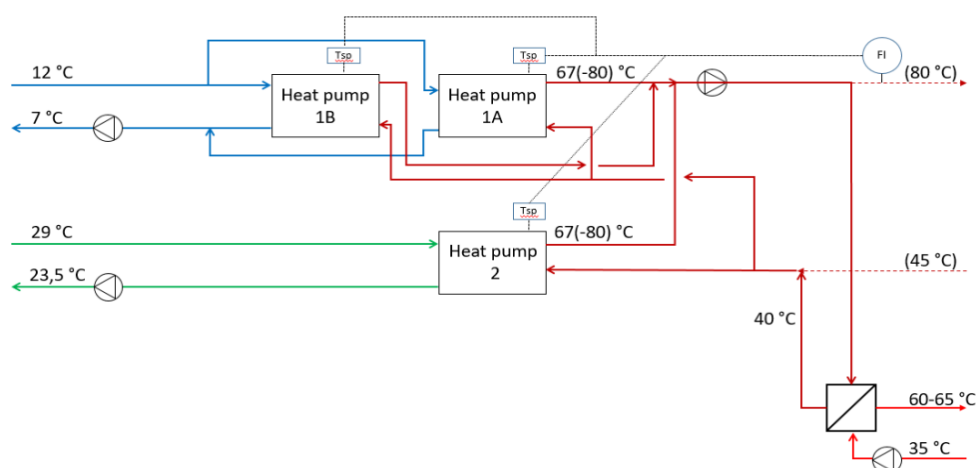 Tsp
Tsp
FI
12 °C
67(-80) °C
(80 °C)
Heat pump
1B
Heat pump
1A
7 °C
Tsp
29 °C
67(-80) °C
Heat pump
2
(45 °C)
23,5 °C
40 °C
60-65 °C
35 °C